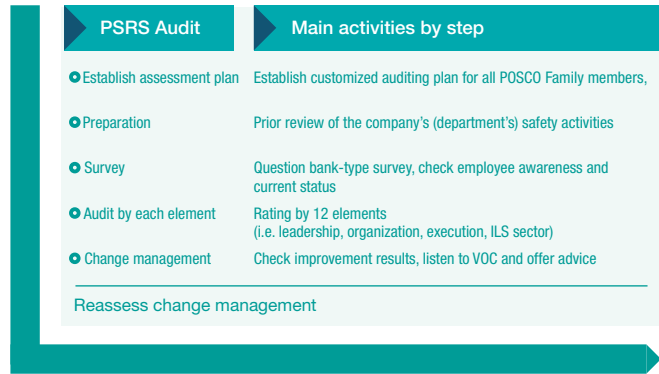 PSRS Audit Main activities by step
Establish assessment plan Establish customized auditing plan for all POSCO Family members,
Preparation Prior review of the company's (department's) safety activities
Survey Question bank-type survey, check employee awareness and
current status
Audit by each element Rating by 12 elements
(i.e. leadership, organization, execution, ILS sector)
Change management Check improvement results, listen to VOC and offer advice
Reassess change management